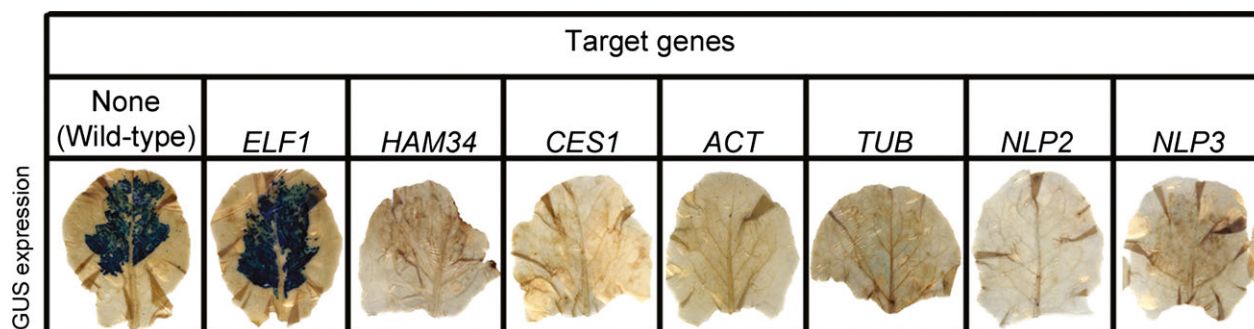 Target genes
None
(Wild-type)
ELF1
HAM34
CES1
ACT
TUB
NLP2
NLP3
GUS expression